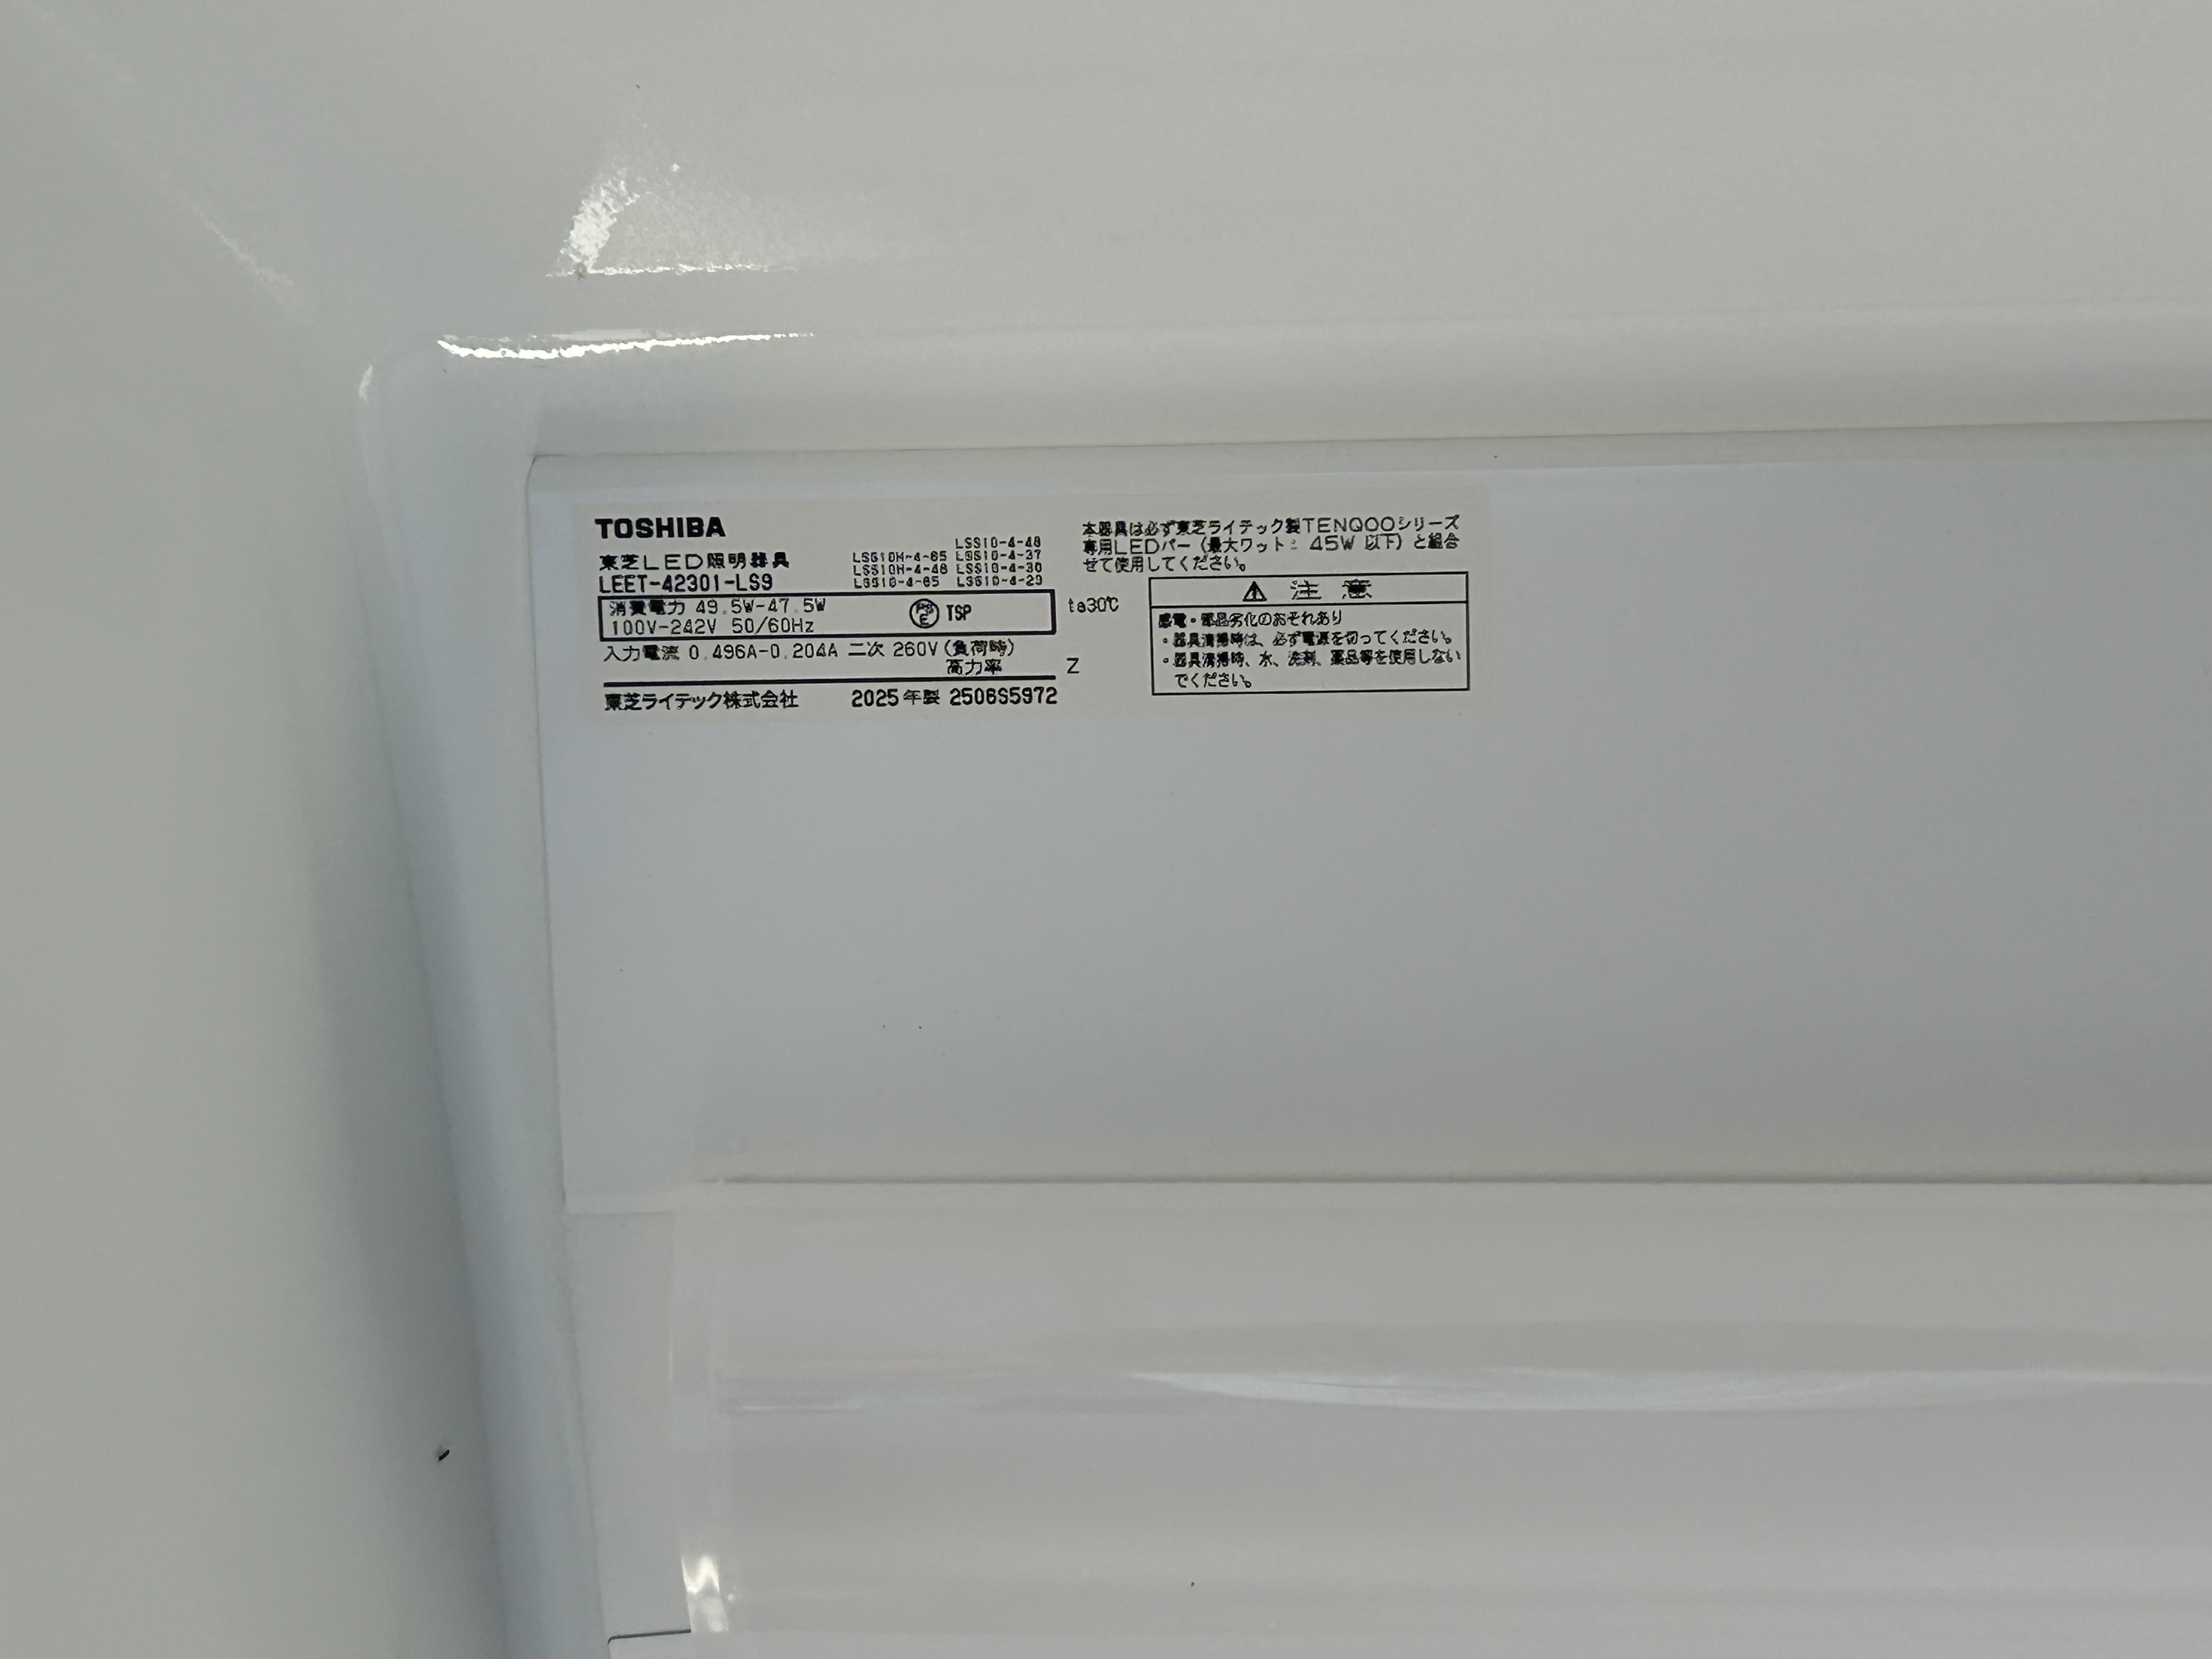 TOSHIBA
東芝LED照明器具
LEET-42301-LS9
LSS10-4-48
LSS10H-4-65 LSS10-4-37
LSS10H-4-48 LSS10-4-30
LSS10-4-65 LSS10-4-23
消費電力 49.5W-47.5W
100V-242V 50/60Hz
PS
E
TSP
ta30℃
入力電流 0.496A-0.204A 二次 260V(負荷時)
高力率
Z
東芝ライテック株式会社 2025年製 2506S5972
本器具は必ず東芝ライテック製TENQOOシリーズ
専用LEDバー(最大ワット: 45W 以下)と組合
せて使用してください。
⚠ 注 意
感電・部品劣化のおそれあり
・器具清掃時は、必ず電源を切ってください。
・器具清掃時、水、洗剤、薬品等を使用しない
でください。